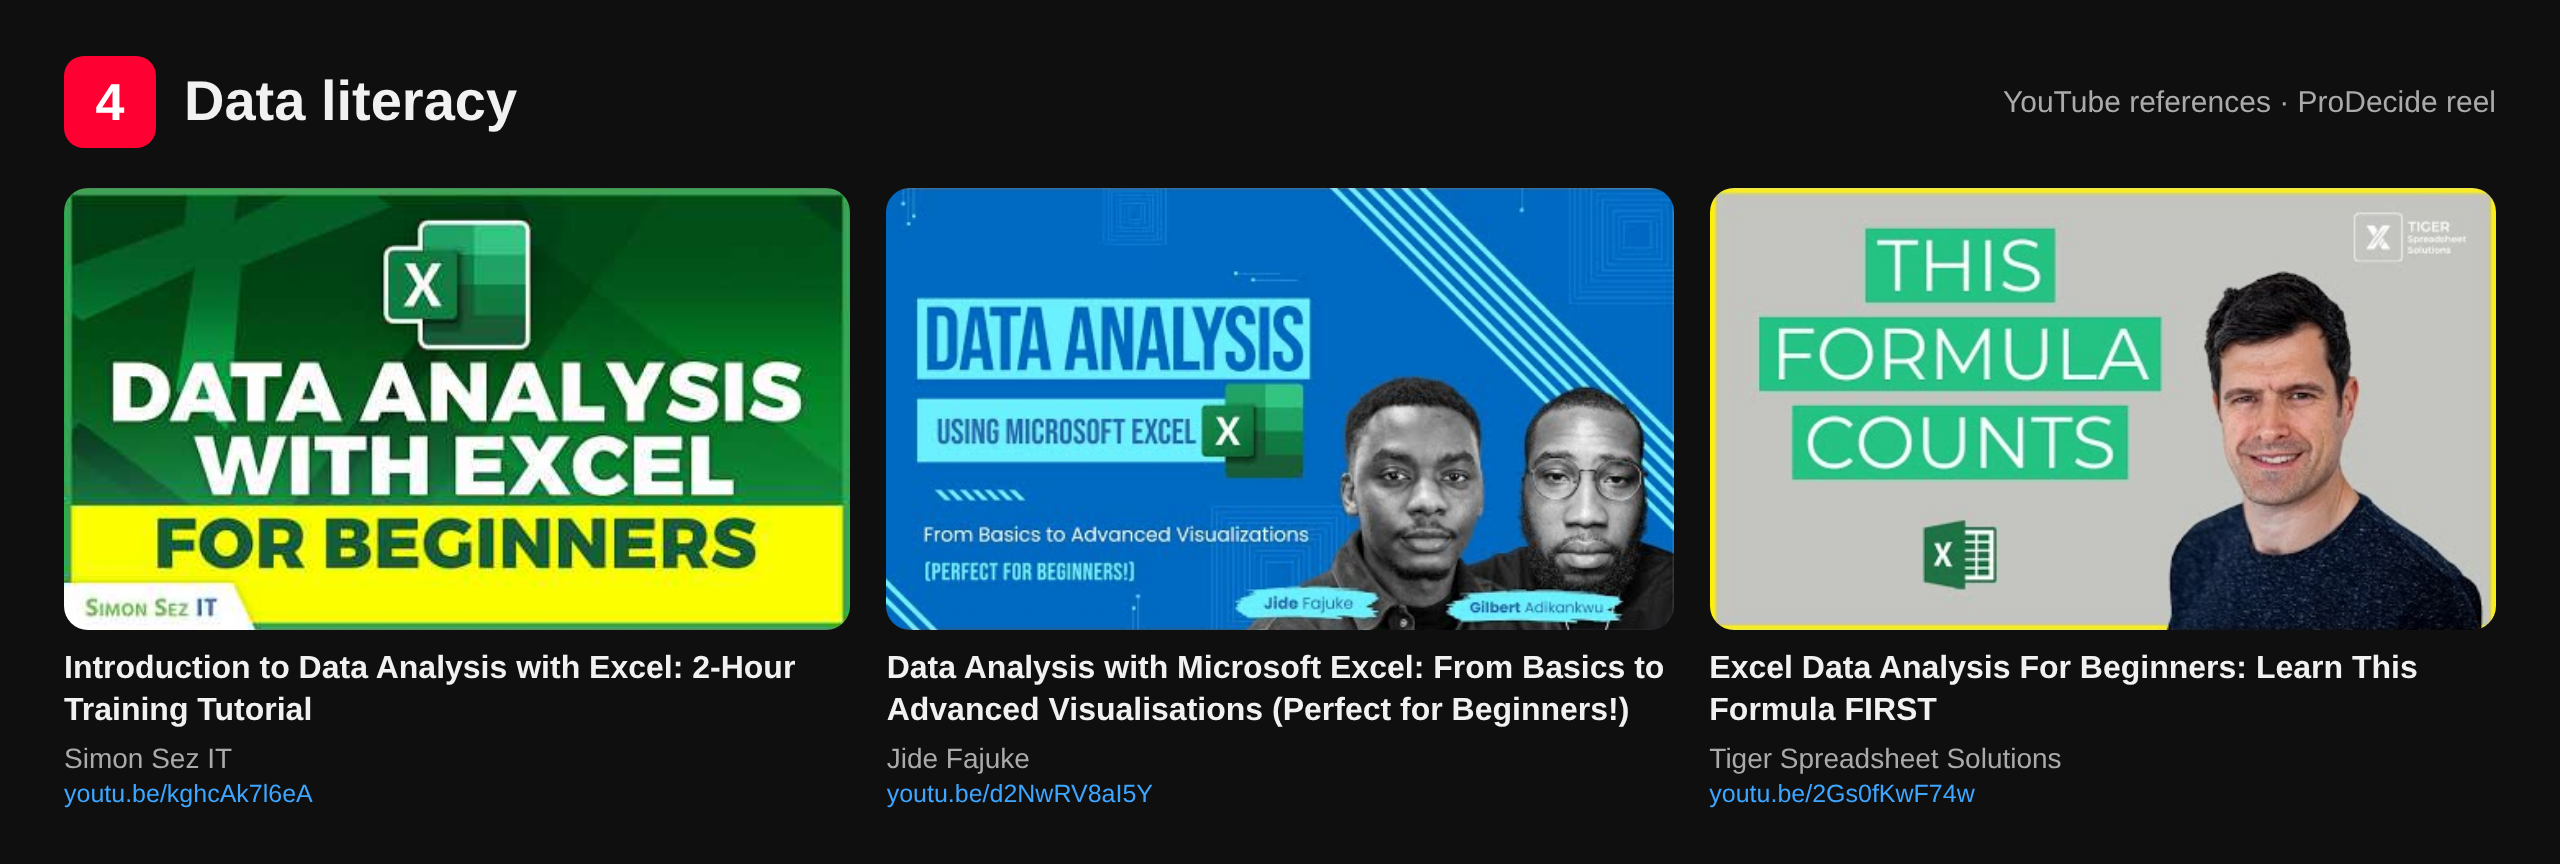 4
Data literacy
YouTube references · ProDecide reel
X
DATA ANALYSIS
WITH EXCEL
FOR BEGINNERS
SIMON SEZ IT
DATA ANALYSIS
USING MICROSOFT EXCEL X
From Basics to Advanced Visualizations
(PERFECT FOR BEGINNERS!)
Jide Fajuke
Gilbert Adikankwu
THIS
FORMULA
COUNTS
X
X
TIGER
Spreadsheet
Solutions
Introduction to Data Analysis with Excel: 2-Hour
Training Tutorial
Simon Sez IT
youtu.be/kghcAk7l6eA
Data Analysis with Microsoft Excel: From Basics to
Advanced Visualisations (Perfect for Beginners!)
Jide Fajuke
youtu.be/d2NwRV8aI5Y
Excel Data Analysis For Beginners: Learn This
Formula FIRST
Tiger Spreadsheet Solutions
youtu.be/2Gs0fKwF74w